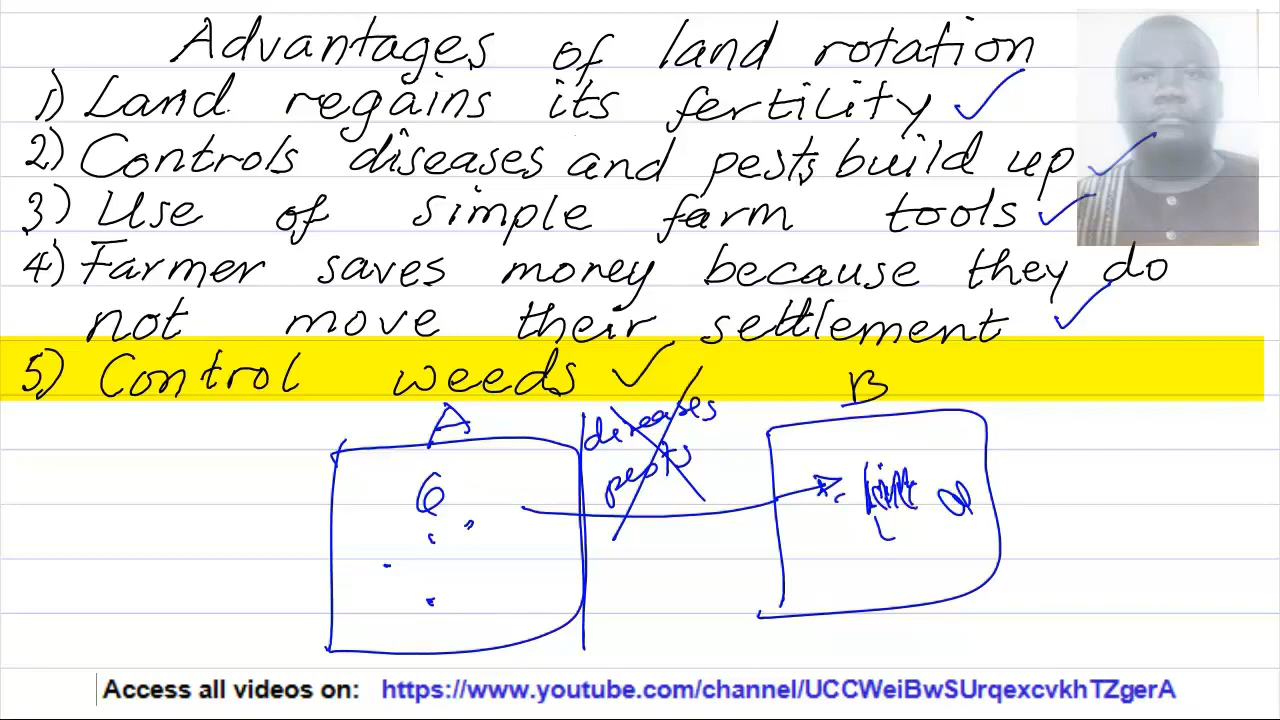 Advantages of land rotation
1) Land regains its fertility
2) Controls diseases and pests build up
3) Use of simple farm tools
4) Farmer saves money because they do
not move their settlement
5) Control weeds
A
B
diseases
pests
Access all videos on: https://www.youtube.com/channel/UCCWeiBwSUrqexcvkhTZgerA